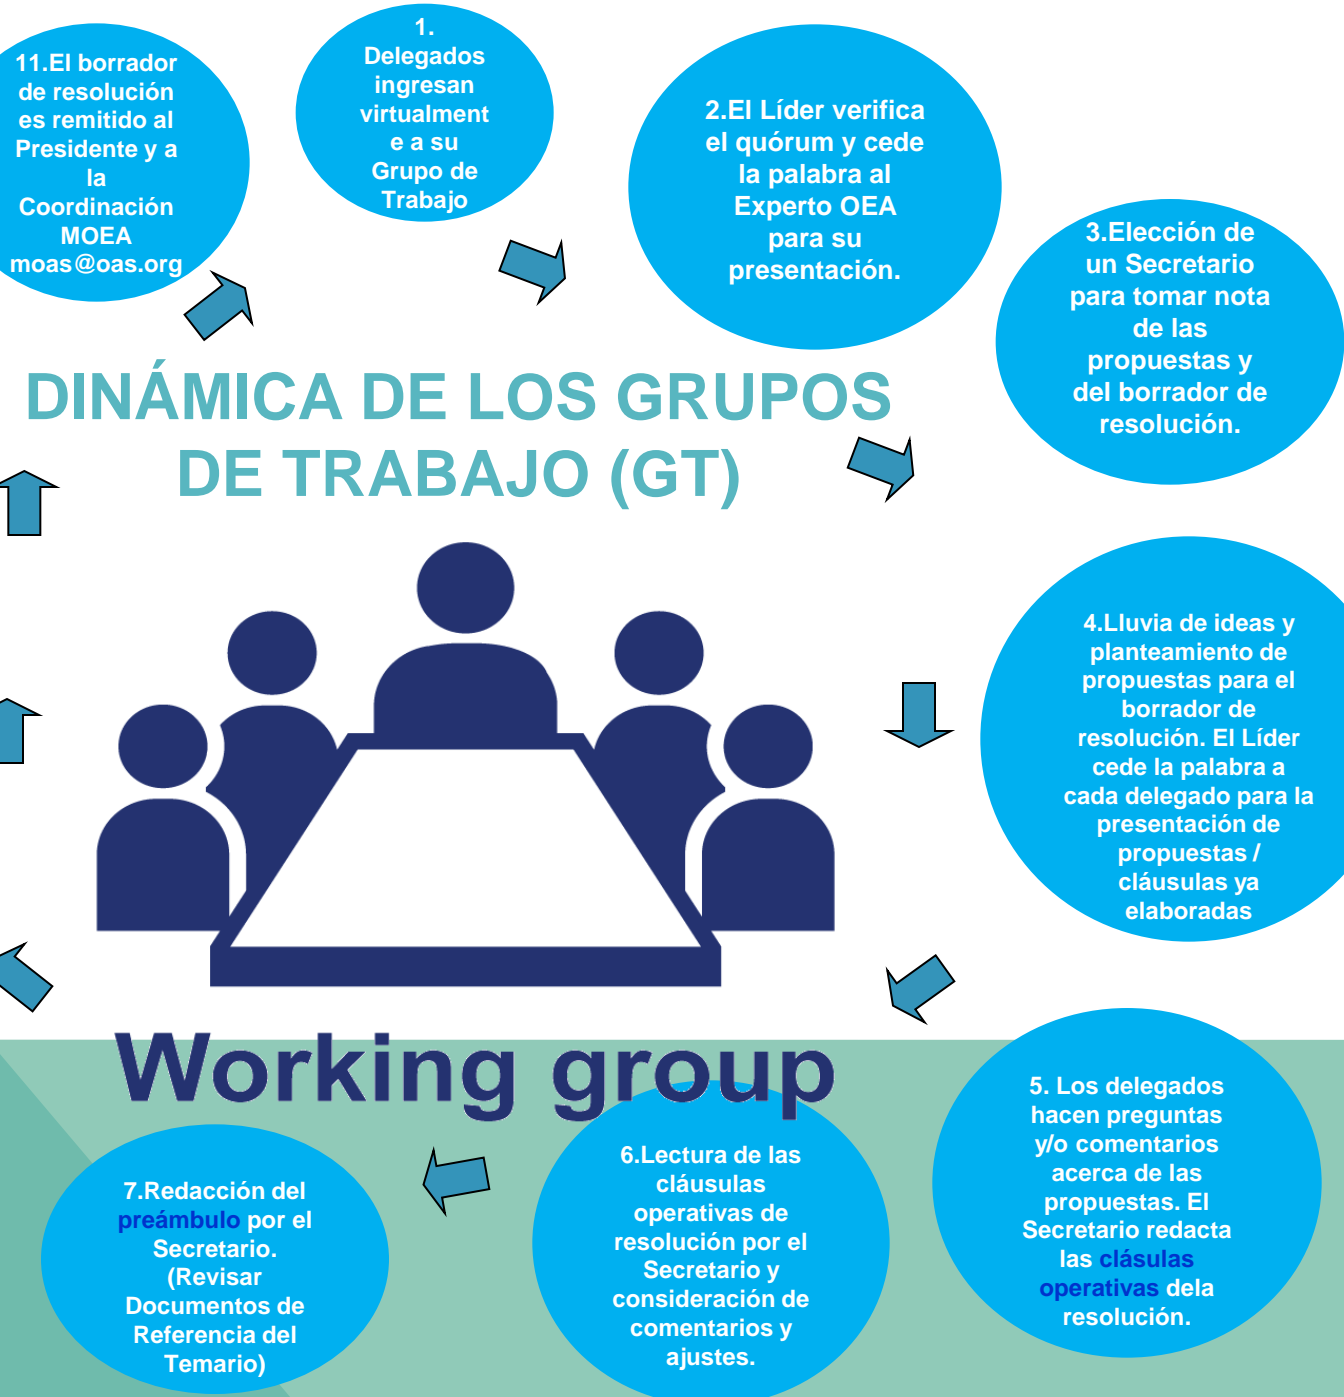 11.El borrador
de resolución
es remitido al
Presidente y a
la
Coordinación
MOEA
moas@oas.org
1.
Delegados
ingresan
virtualment
e a su
Grupo de
Trabajo
2.El Líder verifica
el quórum y cede
la palabra al
Experto OEA
para su
presentación.
3.Elección de
un Secretario
para tomar nota
de las
propuestas y
del borrador de
resolución.
DINÁMICA DE LOS GRUPOS
DE TRABAJO (GT)
4.Lluvia de ideas y
planteamiento de
propuestas para el
borrador de
resolución. El Líder
cede la palabra a
cada delegado para la
presentación de
propuestas /
cláusulas ya
elaboradas
Working group
5. Los delegados
hacen preguntas
y/o comentarios
acerca de las
propuestas. El
Secretario redacta
las clásulas
operativas dela
resolución.
6.Lectura de las
cláusulas
operativas de
resolución por el
Secretario y
consideración de
comentarios y
ajustes.
7.Redacción del
preámbulo por el
Secretario.
(Revisar
Documentos de
Referencia del
Temario)